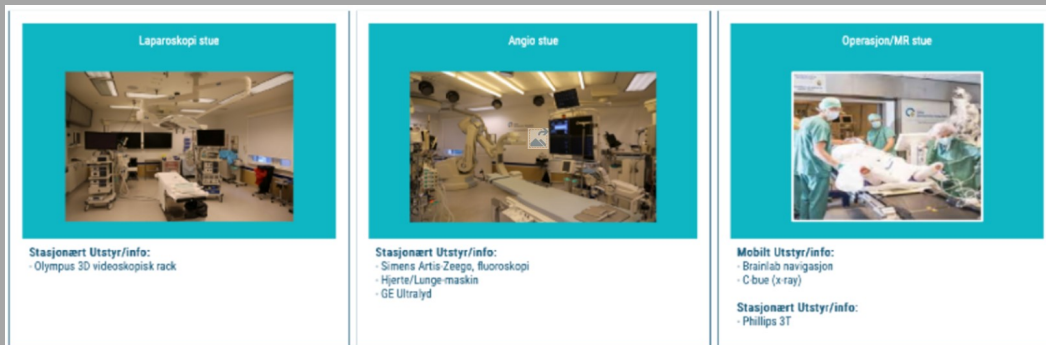 Laparoskopi stue
Stasjonært Utstyr/info:
- Olympus 3D videoskopisk rack
Angio stue
Stasjonært Utstyr/info:
- Simens Artis-Zeego, fluoroskopi
- Hjerte/Lunge-maskin
- GE Ultralyd
Operasjon/MR stue
Mobilt Utstyr/info:
- Brainlab navigasjon
- C-bue (x-ray)
Stasjonært Utstyr/info:
- Phillips 3T